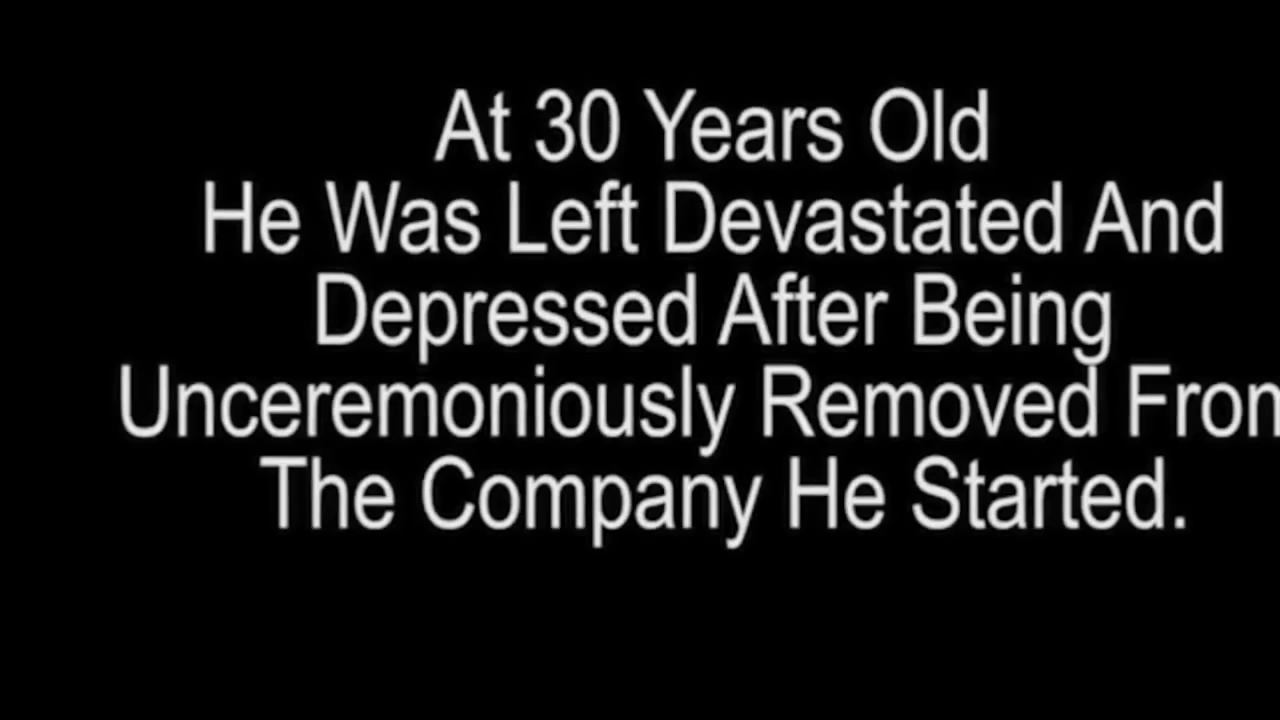 At 30 Years Old
He Was Left Devastated And
Depressed After Being
Unceremoniously Removed From
The Company He Started.